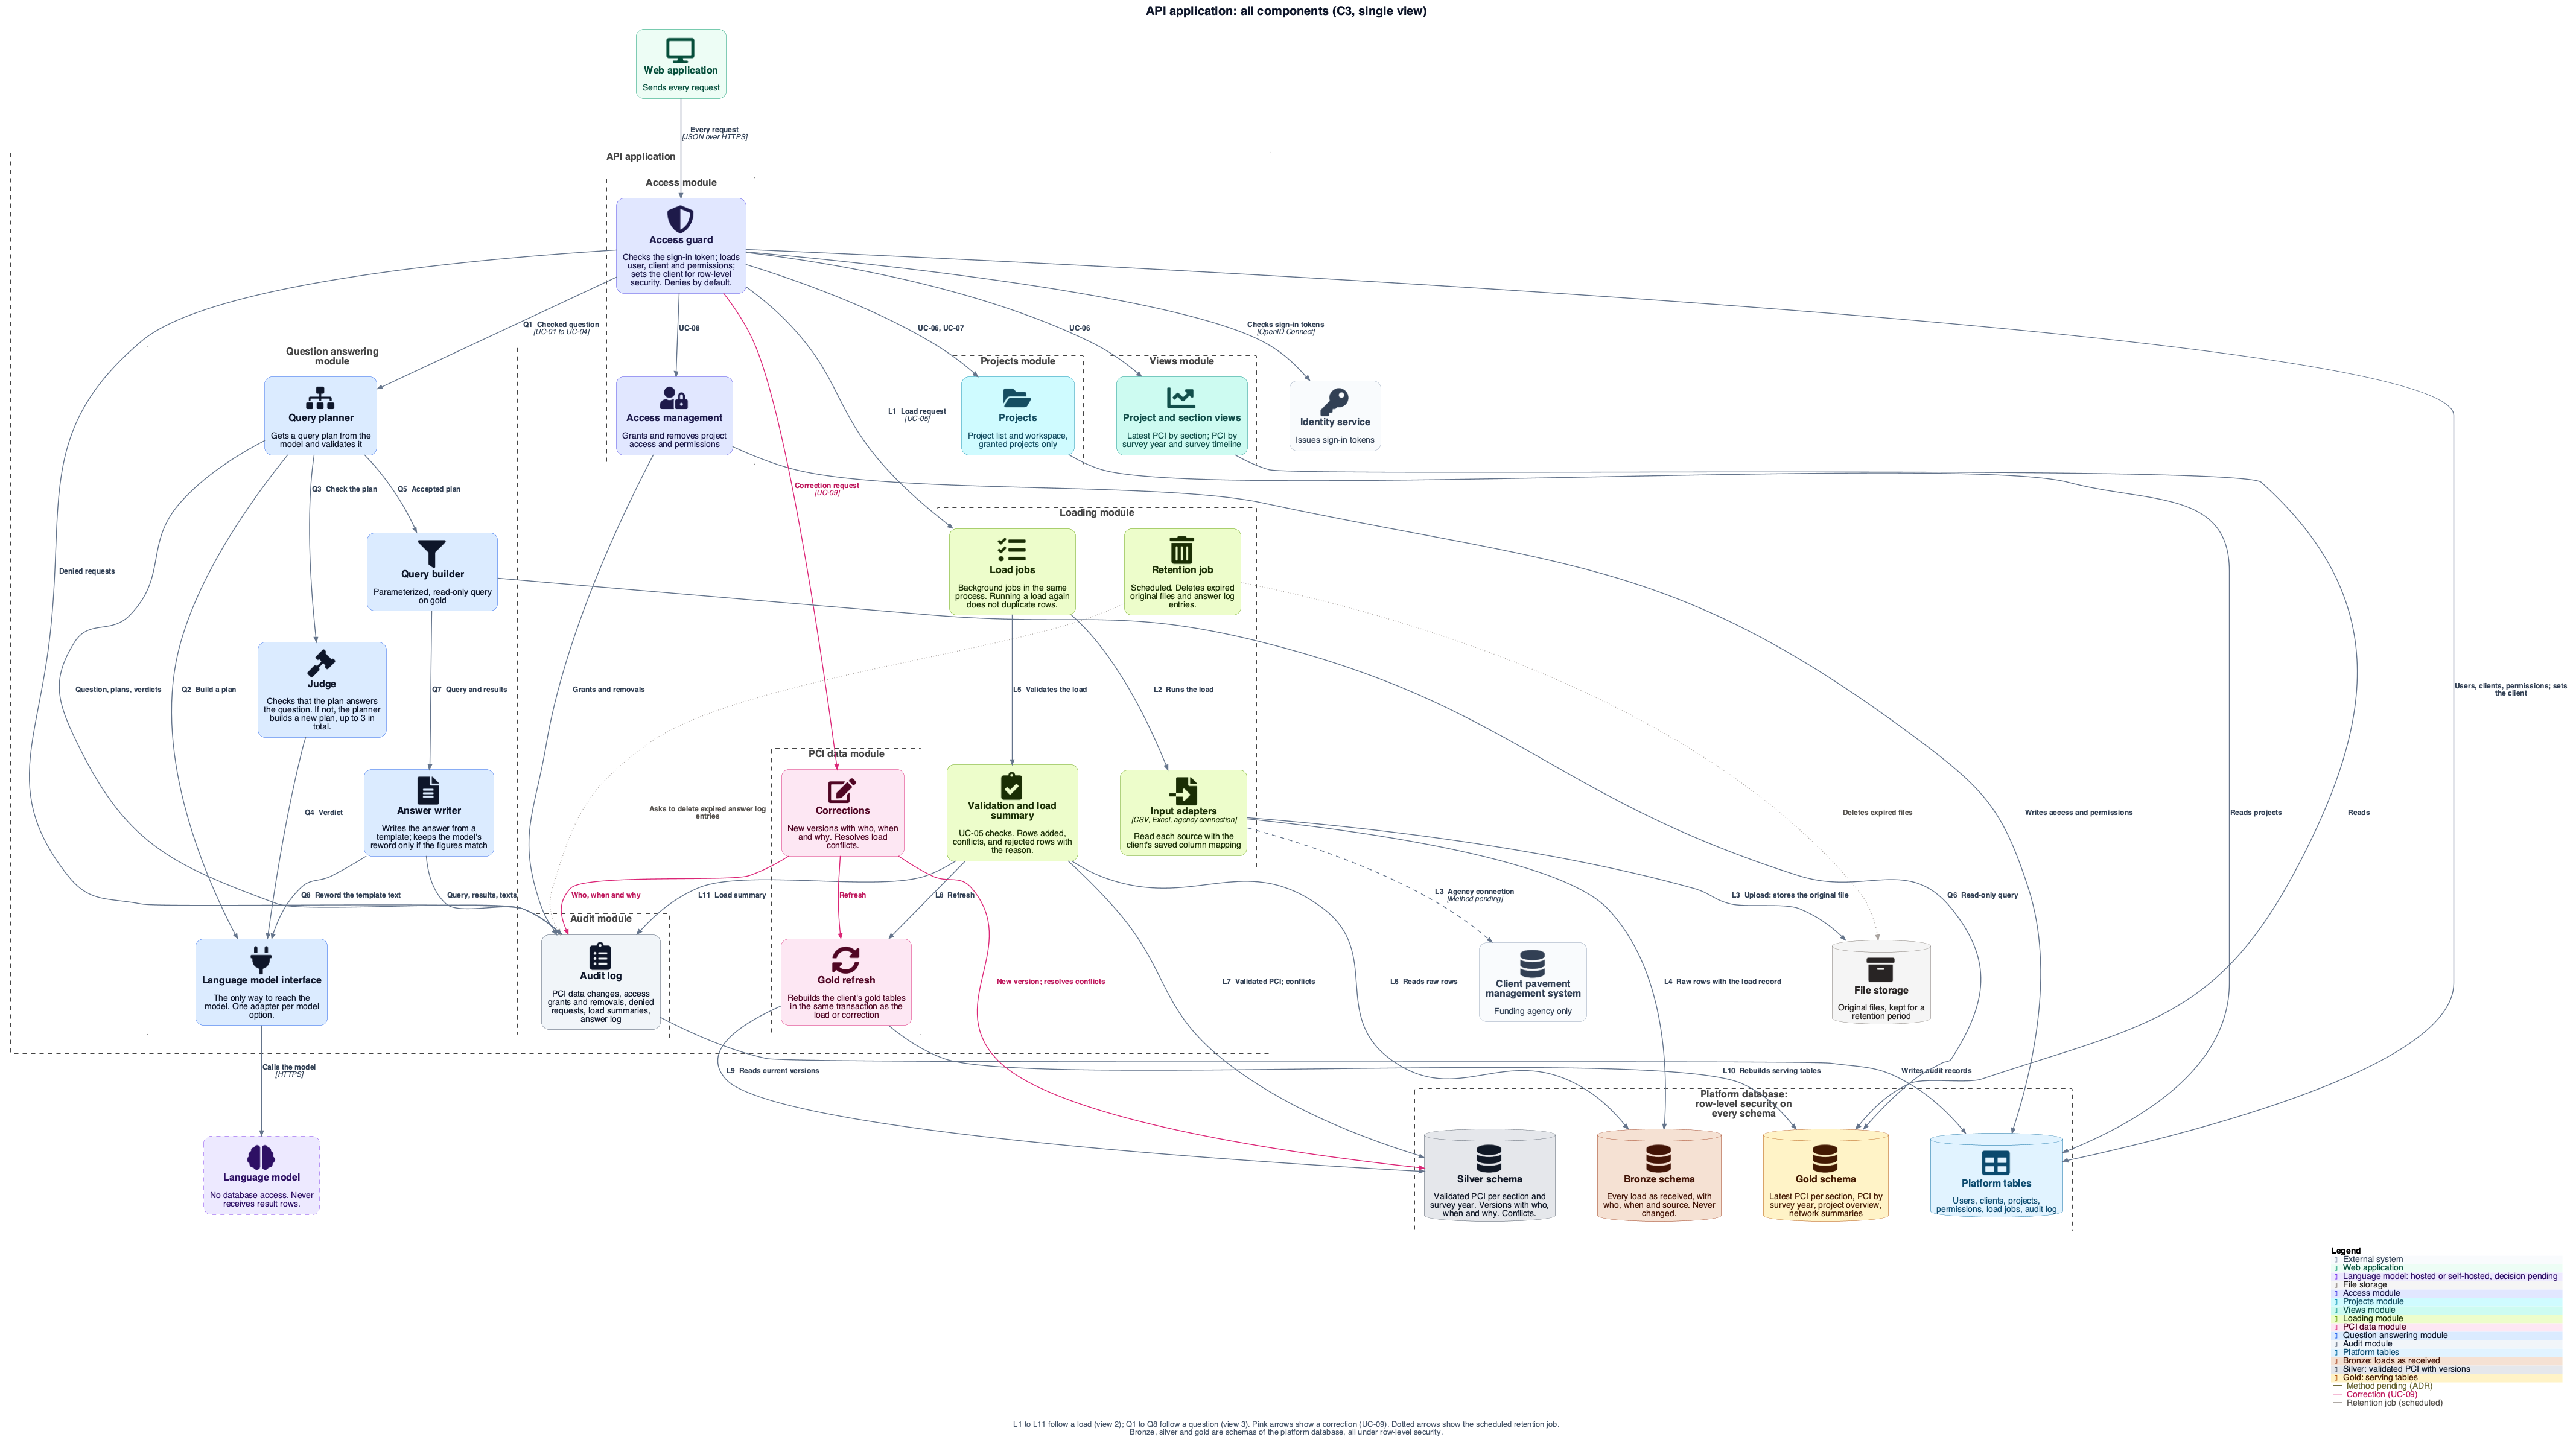 API application: all components (C3, single view)
Web application
Sends every request
Every request
[JSON over HTTPS]
API application
Access module
Access guard
Checks the sign-in token; loads
user, client and permissions;
sets the client for row-level
security. Denies by default.
Q1 Checked question
[UC-01 to UC-04]
UC-08
UC-06, UC-07
UC-06
Checks sign-in tokens
[OpenID Connect]
Question answering
module
Projects module
Views module
Query planner
Gets a query plan from the
model and validates it
Access management
Grants and removes project
access and permissions
L1 Load request
[UC-05]
Projects
Project list and workspace,
granted projects only
Project and section views
Latest PCI by section; PCI by
survey year and survey timeline
Identity service
Issues sign-in tokens
Q3 Check the plan
Q5 Accepted plan
Correction request
[UC-09]
Loading module
Denied requests
Query builder
Parameterized, read-only query
on gold
Load jobs
Background jobs in the same
process. Running a load again
does not duplicate rows.
Retention job
Scheduled. Deletes expired
original files and answer log
entries.
Judge
Checks that the plan answers
the question. If not, the planner
builds a new plan, up to 3 in
total.
Question, plans, verdicts
Q2 Build a plan
Q7 Query and results
Grants and removals
L5 Validates the load
L2 Runs the load
Users, clients, permissions; sets
the client
PCI data module
Q4 Verdict
Answer writer
Writes the answer from a
template; keeps the model's
reword only if the figures match
Asks to delete expired answer log
entries
Corrections
New versions with who, when
and why. Resolves load
conflicts.
Validation and load
summary
UC-05 checks. Rows added,
conflicts, and rejected rows with
the reason.
Input adapters
[CSV, Excel, agency connection]
Read each source with the
client's saved column mapping
Deletes expired files
Writes access and permissions
Reads projects
Reads
Q8 Reword the template text
Query, results, texts
Who, when and why
L11 Load summary
Refresh
L8 Refresh
L3 Agency connection
[Method pending]
L3 Upload: stores the original file
Q6 Read-only query
Audit module
Language model interface
The only way to reach the
model. One adapter per model
option.
Audit log
PCI data changes, access
grants and removals, denied
requests, load summaries,
answer log
Gold refresh
Rebuilds the client's gold tables
in the same transaction as the
load or correction
New version; resolves conflicts
L7 Validated PCI; conflicts
L6 Reads raw rows
Client pavement
management system
Funding agency only
L4 Raw rows with the load record
File storage
Original files, kept for a
retention period
Calls the model
[HTTPS]
L9 Reads current versions
L10 Rebuilds serving tables
Writes audit records
Platform database:
row-level security on
every schema
Language model
No database access. Never
receives result rows.
Silver schema
Validated PCI per section and
survey year. Versions with who,
when and why. Conflicts.
Bronze schema
Every load as received, with
who, when and source. Never
changed.
Gold schema
Latest PCI per section, PCI by
survey year, project overview,
network summaries
Platform tables
Users, clients, projects,
permissions, load jobs, audit log
Legend
External system
Web application
Language model: hosted or self-hosted, decision pending
File storage
Access module
Projects module
Views module
Loading module
PCI data module
Question answering module
Audit module
Platform tables
Bronze: loads as received
Silver: validated PCI with versions
Gold: serving tables
Method pending (ADR)
Correction (UC-09)
Retention job (scheduled)
L1 to L11 follow a load (view 2); Q1 to Q8 follow a question (view 3). Pink arrows show a correction (UC-09). Dotted arrows show the scheduled retention job.
Bronze, silver and gold are schemas of the platform database, all under row-level security.